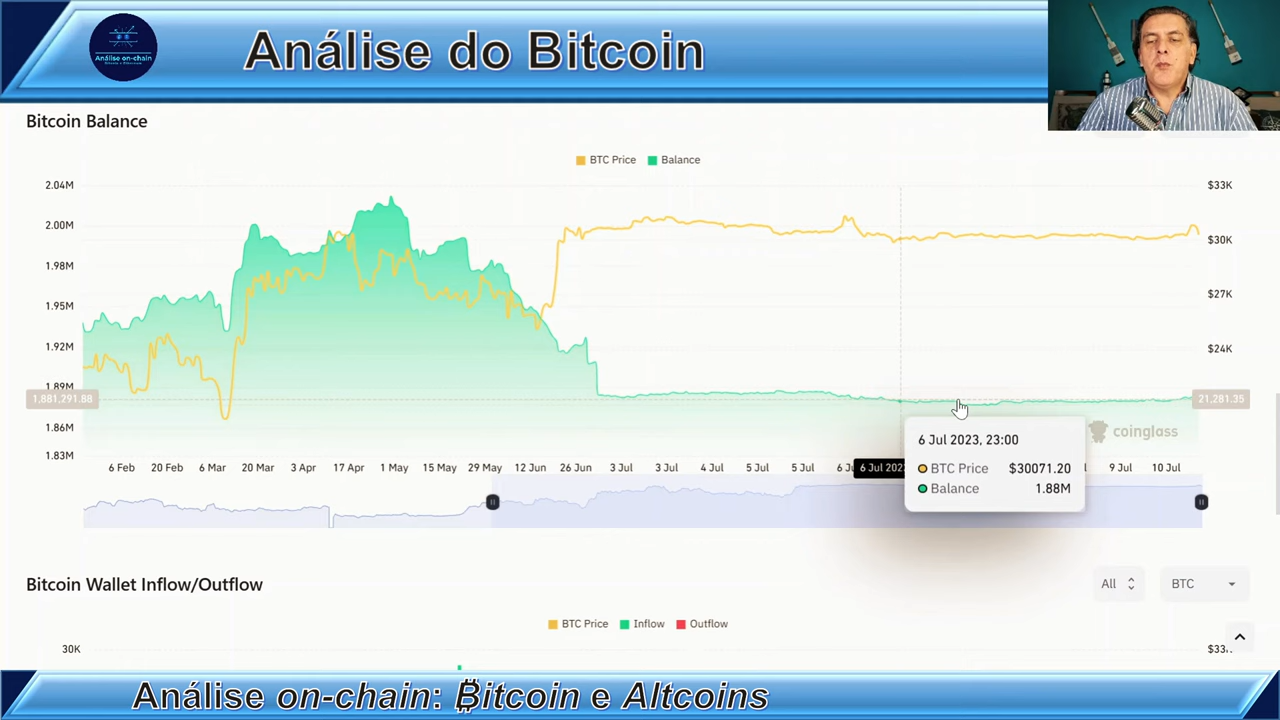 Análise on-chain
Bitcoin e Altcoins
Análise do Bitcoin
Bitcoin Balance
BTC Price
Balance
2.04M
2.00M
1.98M
1.95M
1.92M
1.89M
1,881,291.88
1.86M
1.83M
$33K
$30K
$27K
$24K
21,281.35
coinglass
6 Feb
20 Feb
6 Mar
20 Mar
3 Apr
17 Apr
1 May
15 May
29 May
12 Jun
26 Jun
3 Jul
3 Jul
4 Jul
5 Jul
5 Jul
6 Jul 2023
9 Jul
10 Jul
6 Jul 2023, 23:00
BTC Price $30071.20
Balance 1.88M
Bitcoin Wallet Inflow/Outflow
All
BTC
BTC Price
Inflow
Outflow
30K
Análise on-chain: ₿itcoin e Altcoins